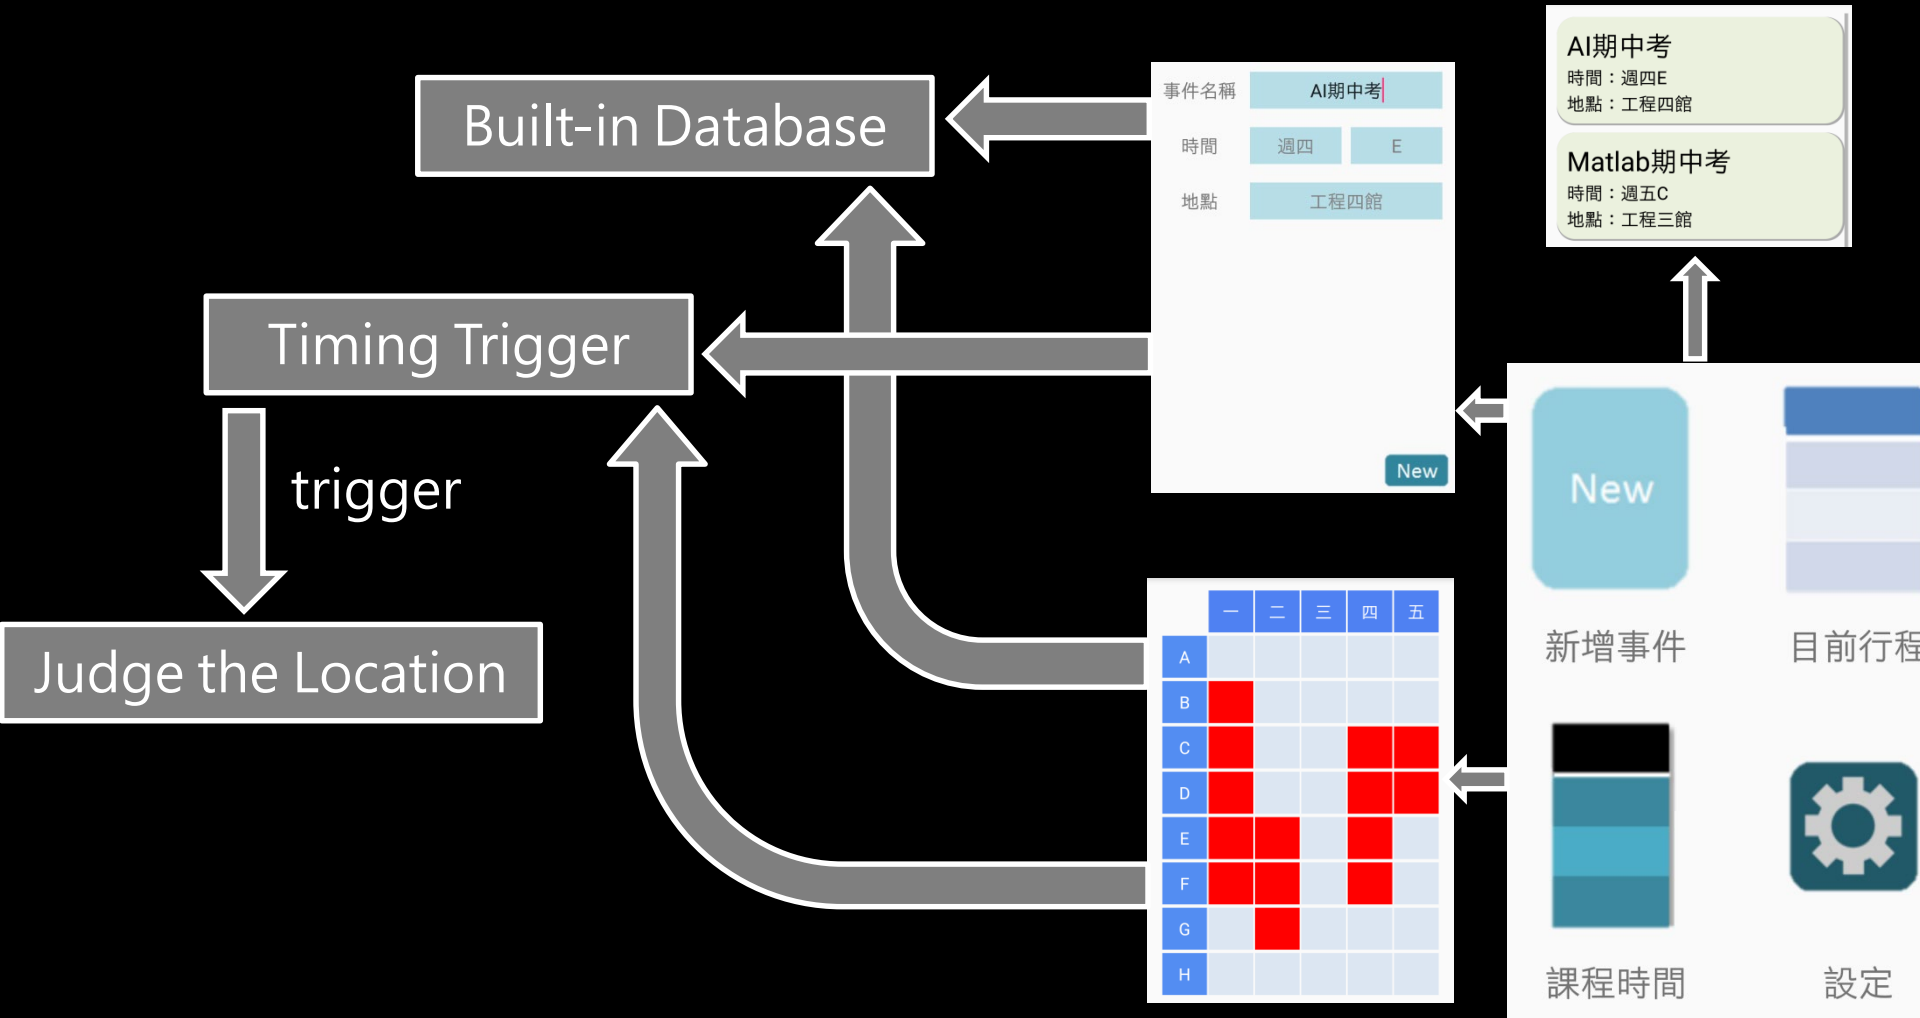 Built-in Database
Timing Trigger
trigger
Judge the Location
事件名稱 AI期中考
時間 週四 E
地點 工程四館
New
一 二 三 四 五
A
B
C
D
E
F
G
H
AI期中考
時間：週四E
地點：工程四館
Matlab期中考
時間：週五C
地點：工程三館
New
新增事件 目前行程
課程時間 設定